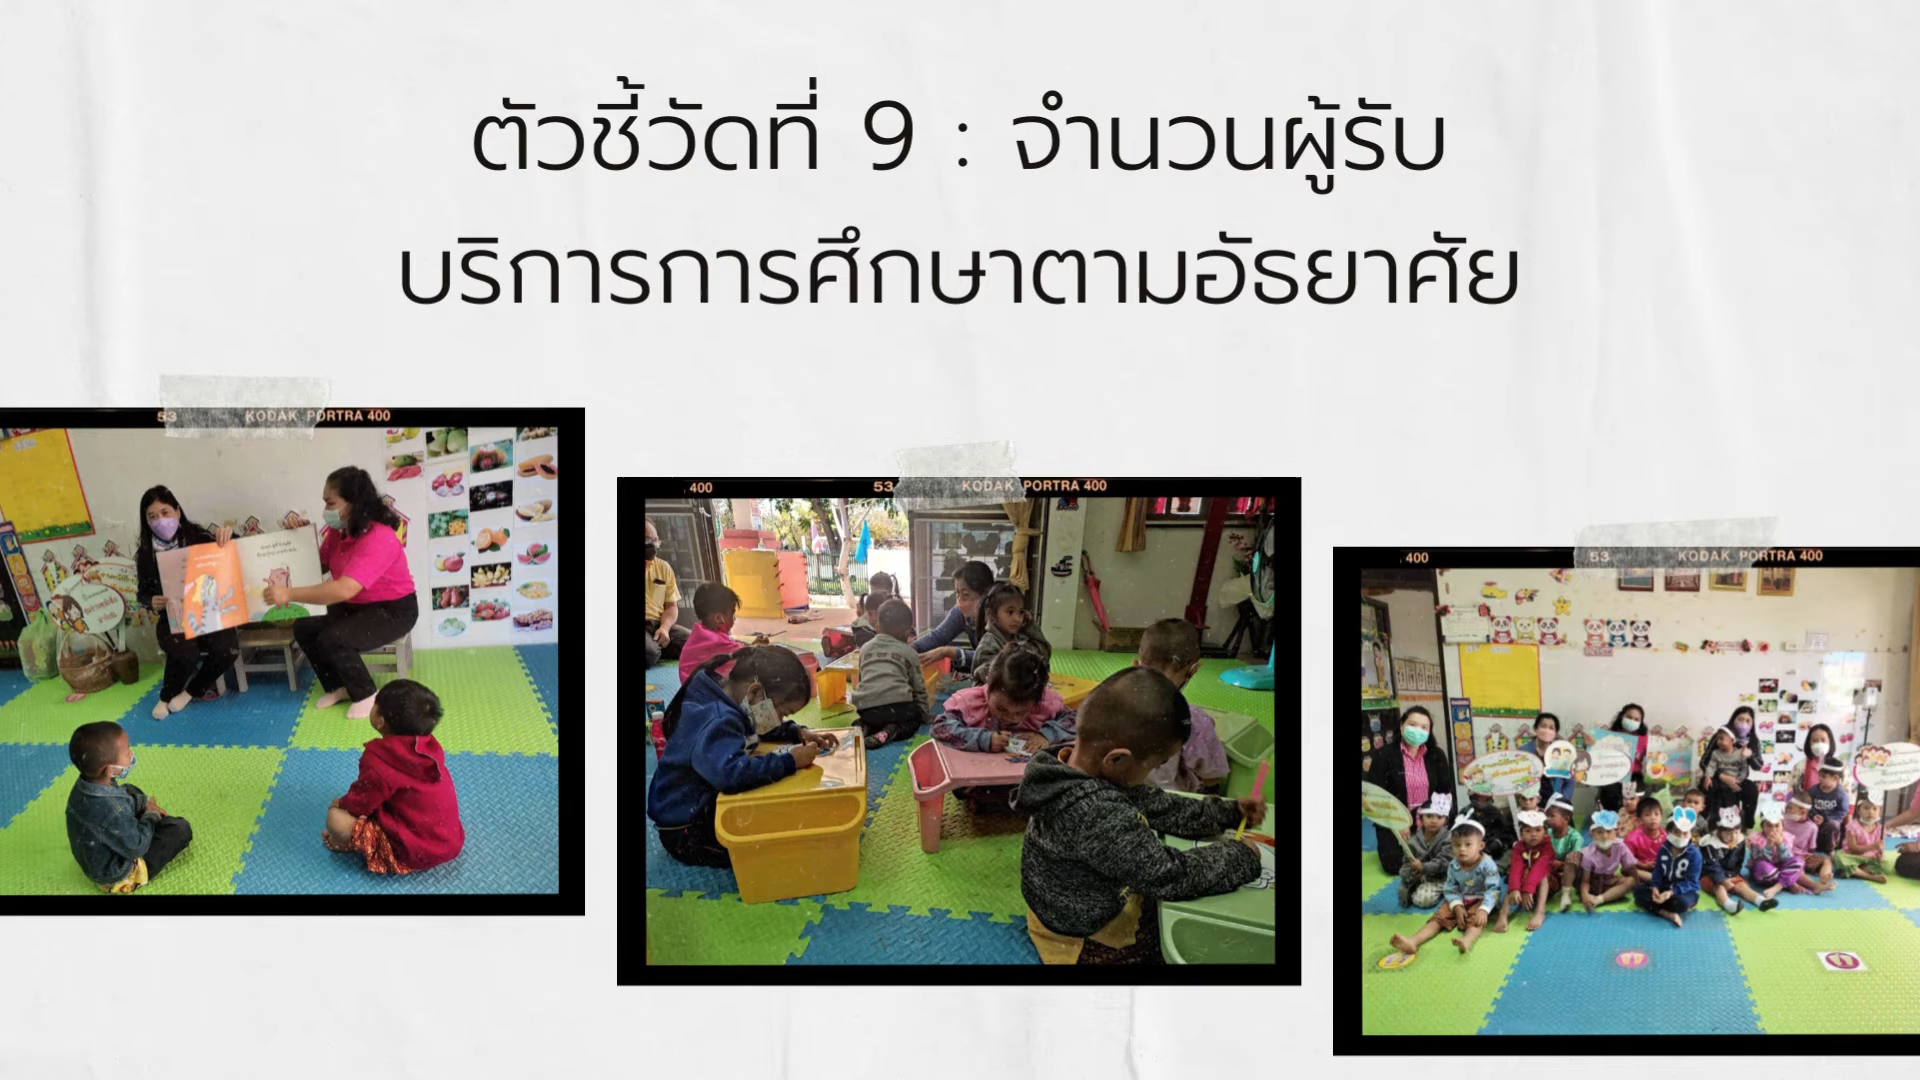 ตัวชี้วัดที่ 9 : จำนวนผู้รับ
บริการการศึกษาตามอัธยาศัย
53 KODAK PORTRA 400
400 53 KODAK PORTRA 400
400 53 KODAK PORTRA 400